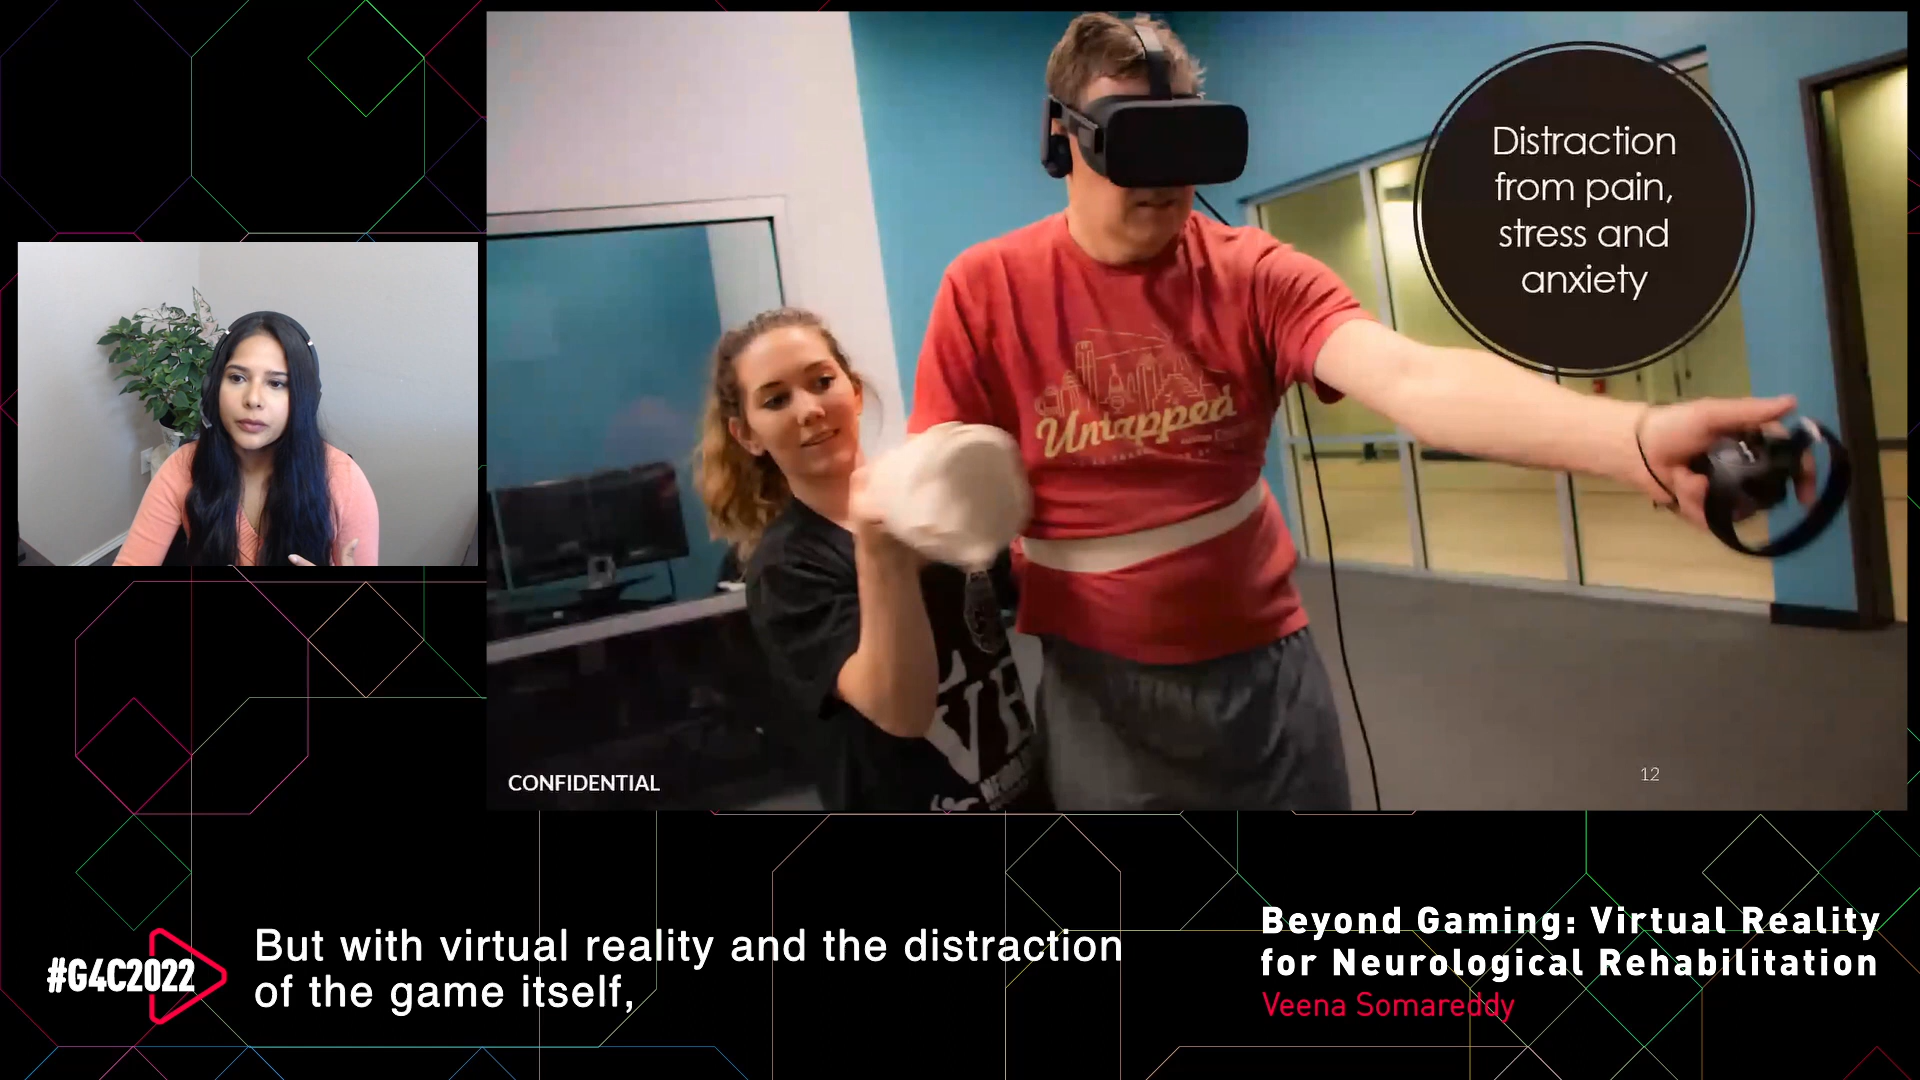 Distraction
from pain,
stress and
anxiety
Untapped
CONFIDENTIAL
12
#G4C2022
But with virtual reality and the distraction
of the game itself,
Beyond Gaming: Virtual Reality
for Neurological Rehabilitation
Veena Somareddy